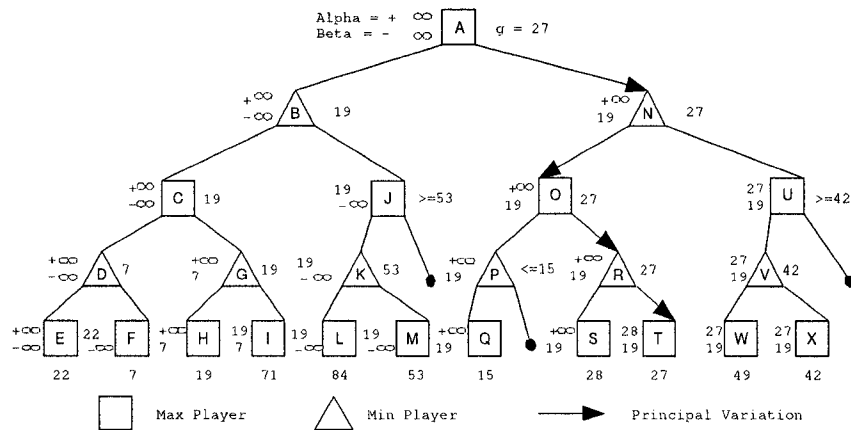 Alpha = + ∞
Beta = - ∞
A
g = 27
+∞
-∞
B
19
+∞
19
N
27
+∞
-∞
C
19
19
-∞
J
>=53
+∞
19
O
27
27
19
U
>=42
+∞
-∞
D
7
+∞
7
G
19
19
-∞
K
53
+∞
19
P
<=15
+∞
19
R
27
27
19
V
42
+∞
-∞
E
22
-∞
F
+∞
7
H
19
7
I
19
-∞
L
19
-∞
M
+∞
19
Q
+∞
19
S
28
19
T
27
19
W
27
19
X
22 7 19 71 84 53 15 28 27 49 42
Max Player
Min Player
Principal Variation